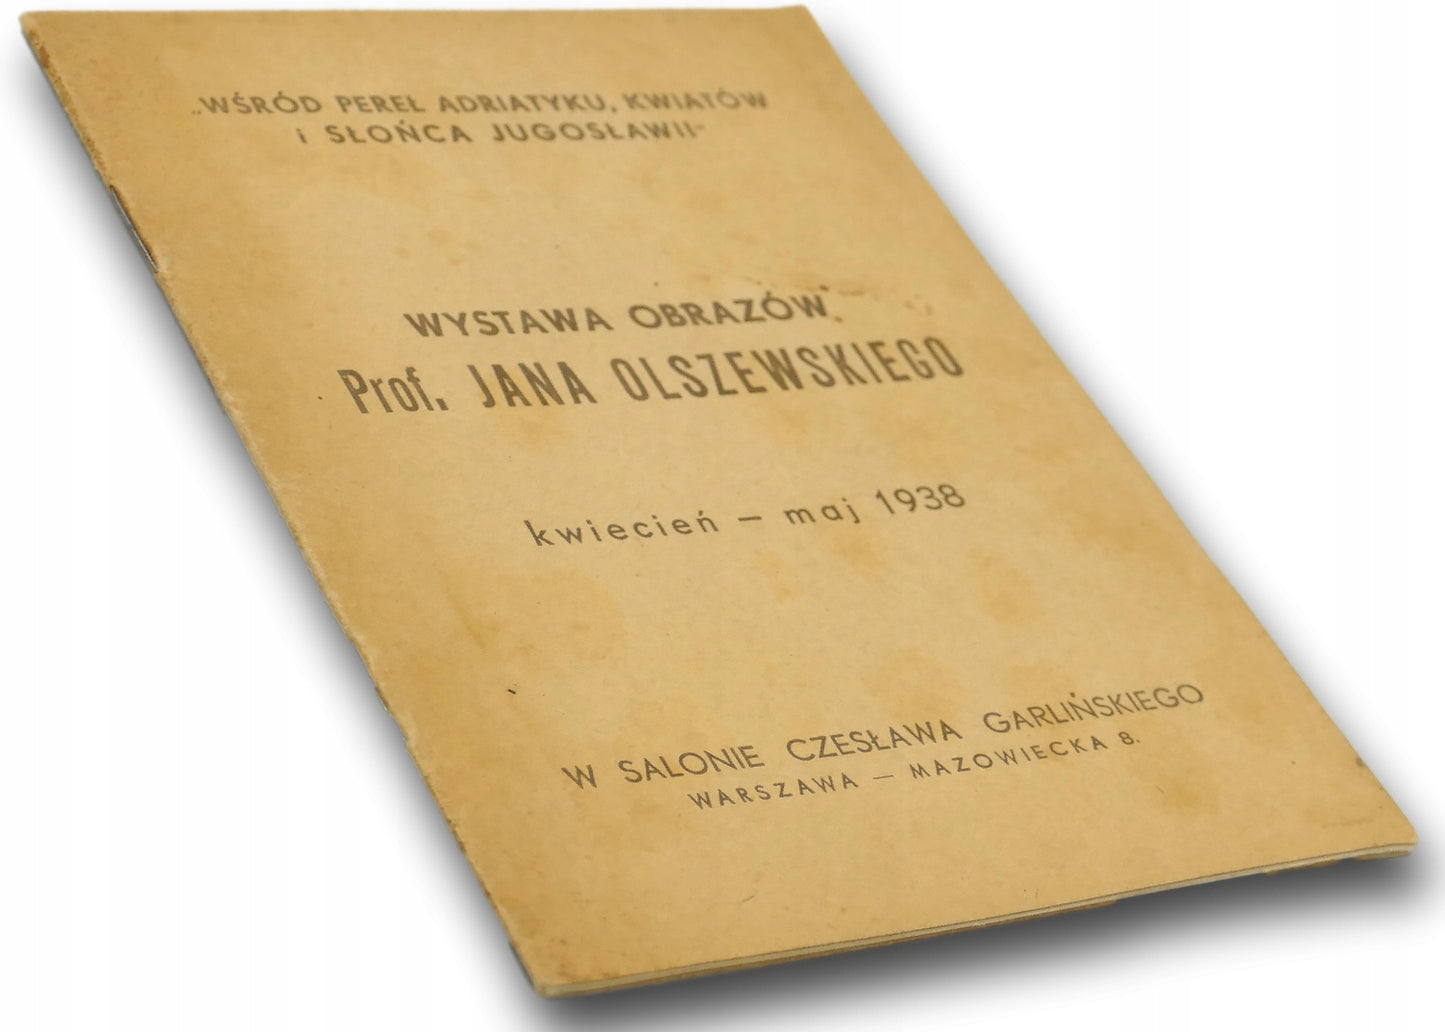 „WŚRÓD PEREŁ ADRIATYKU, KWIATÓW
i SŁOŃCA JUGOSŁAWII"
WYSTAWA OBRAZÓW
Prof. JANA OLSZEWSKIEGO
kwiecień — maj 1938
W SALONIE CZESŁAWA GARLIŃSKIEGO
WARSZAWA — MAZOWIECKA 8.